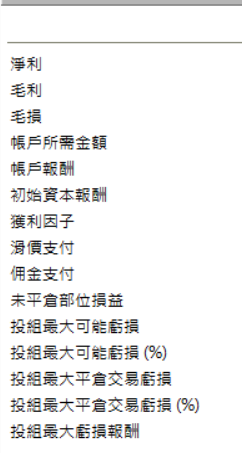 淨利
毛利
毛損
帳戶所需金額
帳戶報酬
初始資本報酬
獲利因子
滑價支付
佣金支付
未平倉部位損益
投組最大可能虧損
投組最大可能虧損 (%)
投組最大平倉交易虧損
投組最大平倉交易虧損 (%)
投組最大虧損報酬